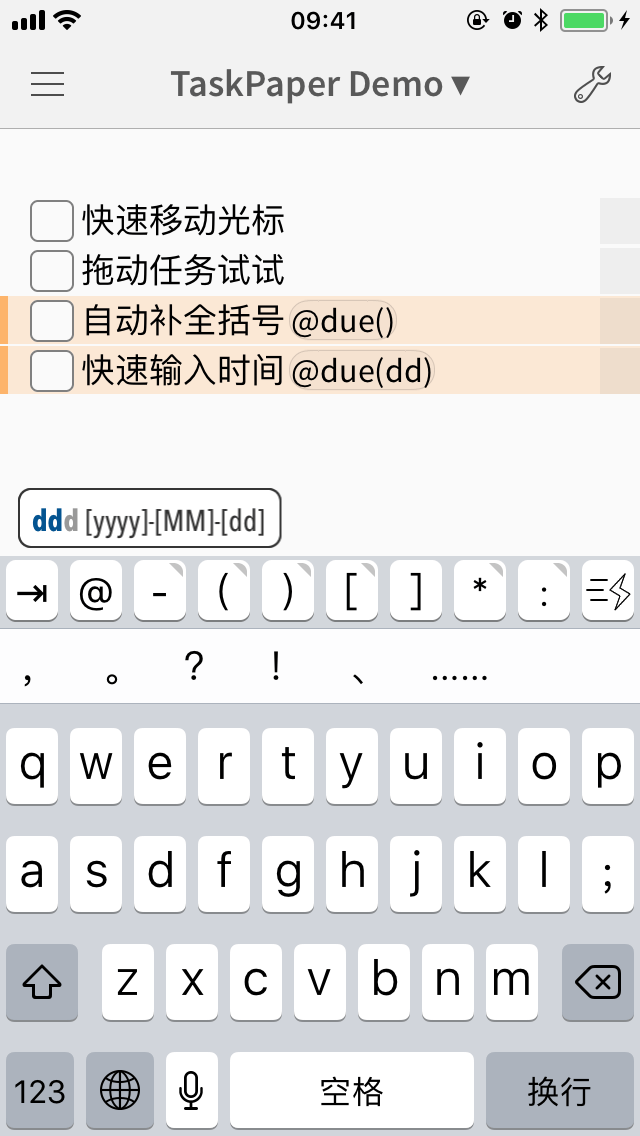 09:41
TaskPaper Demo ▼
快速移动光标
拖动任务试试
自动补全括号 @due()
快速输入时间 @due(dd)
ddd [yyyy]-[MM]-[dd]
⇥ @ - ( ) [ ] * :
， 。 ？ ！ 、 ……
q w e r t y u i o p
a s d f g h j k l ;
z x c v b n m
123 空格 换行